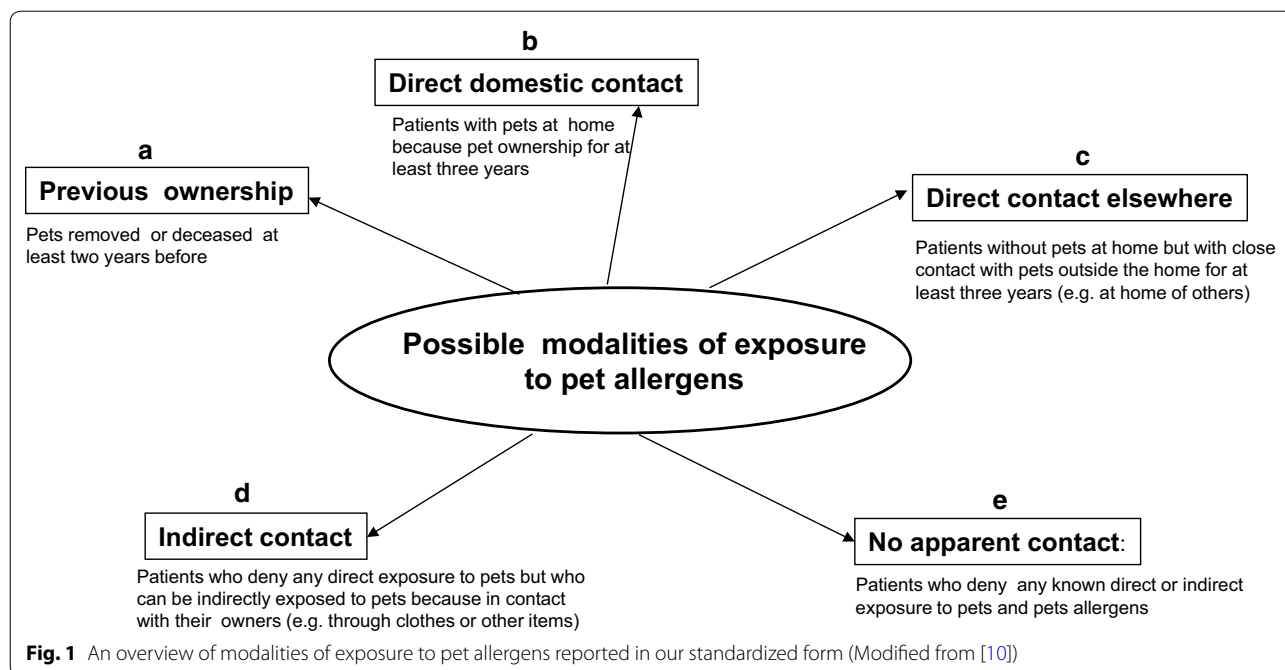 b
Direct domestic contact
Patients with pets at home
because pet ownership for at
least three years
a
Previous ownership
Pets removed or deceased at
least two years before
c
Direct contact elsewhere
Patients without pets at home but with close
contact with pets outside the home for at
least three years (e.g. at home of others)
Possible modalities of exposure
to pet allergens
d
Indirect contact
Patients who deny any direct exposure to pets but who
can be indirectly exposed to pets because in contact
with their owners (e.g. through clothes or other items)
e
No apparent contact:
Patients who deny any known direct or indirect
exposure to pets and pets allergens
Fig. 1 An overview of modalities of exposure to pet allergens reported in our standardized form (Modified from [10])